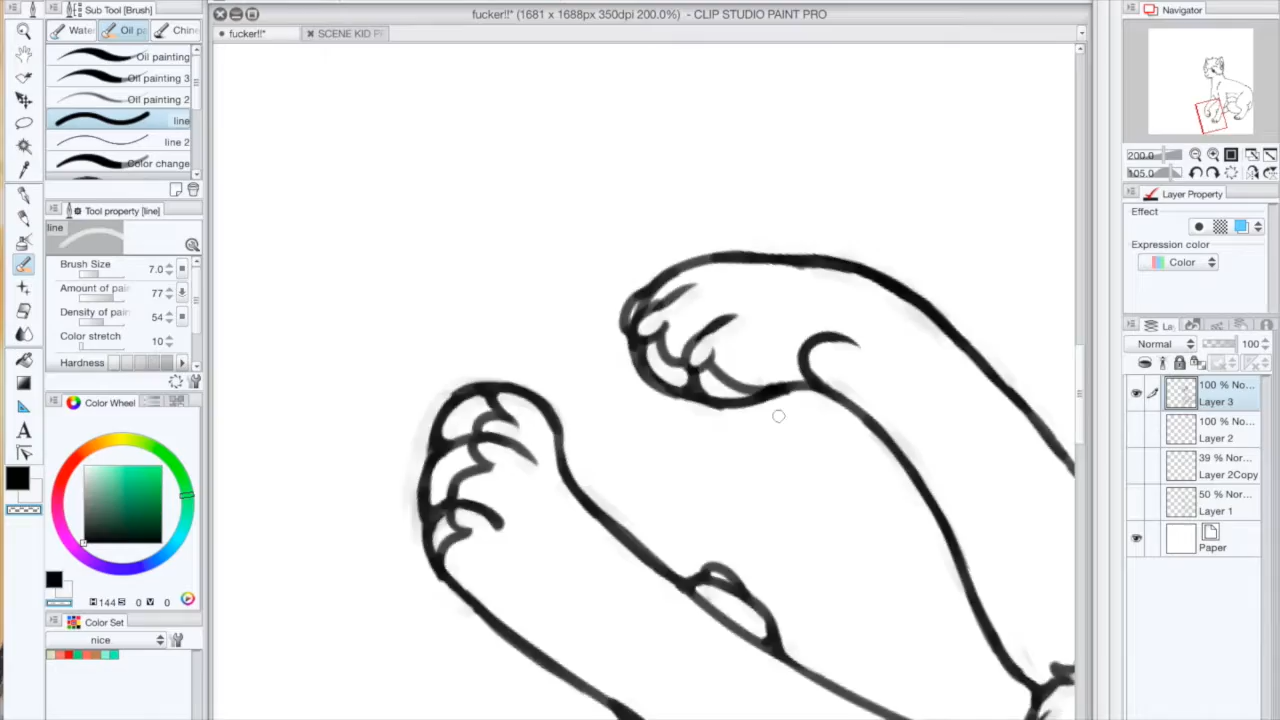 Sub Tool [Brush]
fucker!!* (1681 x 1688px 350dpi 200.0%) - CLIP STUDIO PAINT PRO
Navigator
Water
Oil pa
Chine
fucker!!*
SCENE KID P
Oil painting
Oil painting 3
Oil painting 2
line
line 2
Color change
200.0
105.0
Layer Property
Effect
Expression color
Color
Tool property [line]
line
Brush Size 7.0
Amount of pain 77
Density of pain 54
Color stretch 10
Hardness
La
Normal 100
100 % No...
Layer 3
100 % No...
Layer 2
39 % Nor...
Layer 2Copy
50 % Nor...
Layer 1
Paper
Color Wheel
H 144 S 0 V 0
Color Set
nice
A